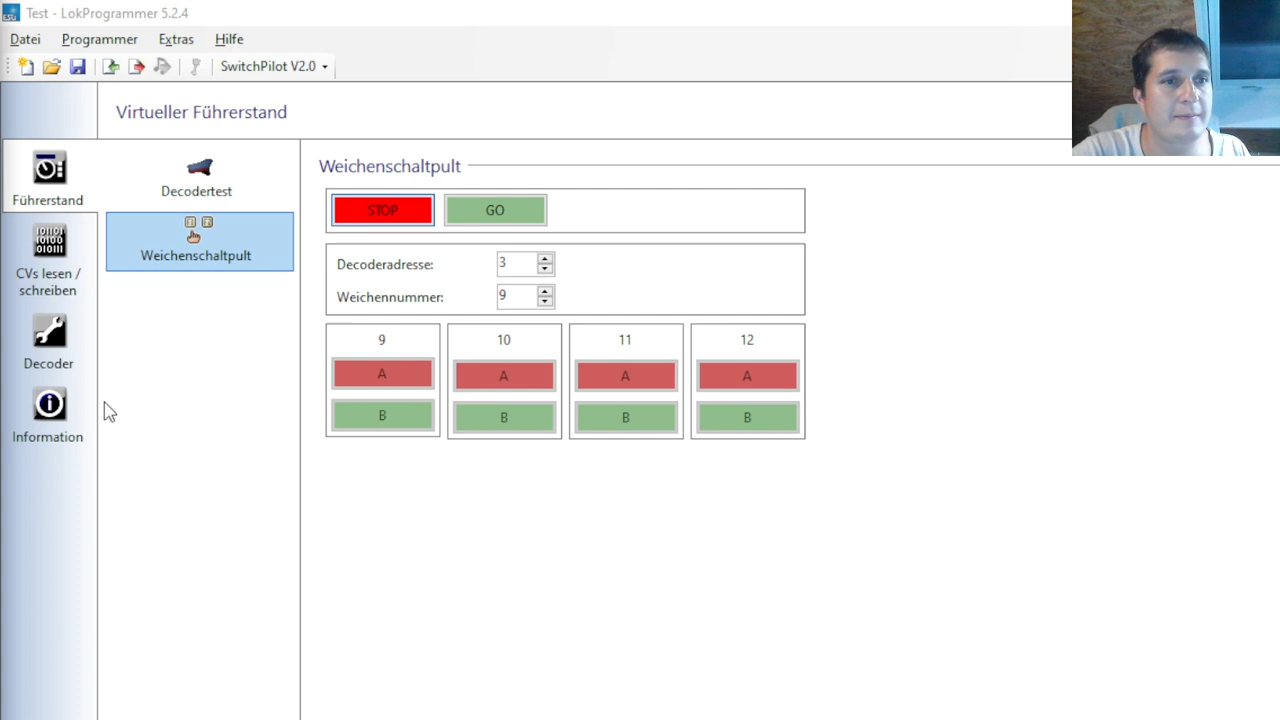 Test - LokProgrammer 5.2.4
Datei Programmer Extras Hilfe
SwitchPilot V2.0
Virtueller Führerstand
Führerstand
CVs lesen /
schreiben
Decoder
Information
Decodertest
Weichenschaltpult
Weichenschaltpult
STOP GO
Decoderadresse: 3
Weichennummer: 9
9 10 11 12
A A A A
B B B B